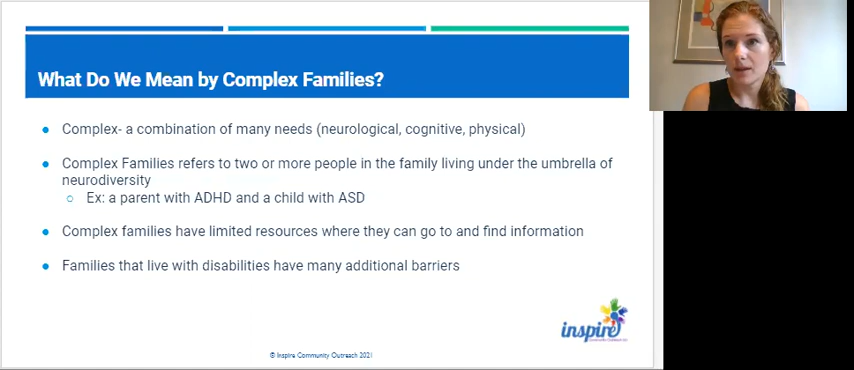 What Do We Mean by Complex Families?
● Complex- a combination of many needs (neurological, cognitive, physical)
● Complex Families refers to two or more people in the family living under the umbrella of
neurodiversity
○ Ex: a parent with ADHD and a child with ASD
● Complex families have limited resources where they can go to and find information
● Families that live with disabilities have many additional barriers
inspire
Community Outreach Inc
© Inspire Community Outreach 2021